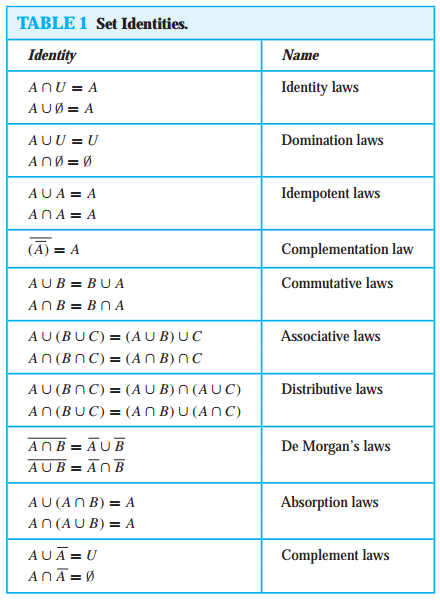 TABLE 1 Set Identities.
Identity Name
A ∩ U = A Identity laws
A ∪ Ø = A
A ∪ U = U Domination laws
A ∩ Ø = Ø
A ∪ A = A Idempotent laws
A ∩ A = A
(A̅) = A Complementation law
A ∪ B = B ∪ A Commutative laws
A ∩ B = B ∩ A
A ∪ (B ∪ C) = (A ∪ B) ∪ C Associative laws
A ∩ (B ∩ C) = (A ∩ B) ∩ C
A ∪ (B ∩ C) = (A ∪ B) ∩ (A ∪ C) Distributive laws
A ∩ (B ∪ C) = (A ∩ B) ∪ (A ∩ C)
A̅ ̅∩̅ ̅B̅ = A̅ ∪ B̅ De Morgan's laws
A̅ ̅∪̅ ̅B̅ = A̅ ∩ B̅
A ∪ (A ∩ B) = A Absorption laws
A ∩ (A ∪ B) = A
A ∪ A̅ = U Complement laws
A ∩ A̅ = Ø